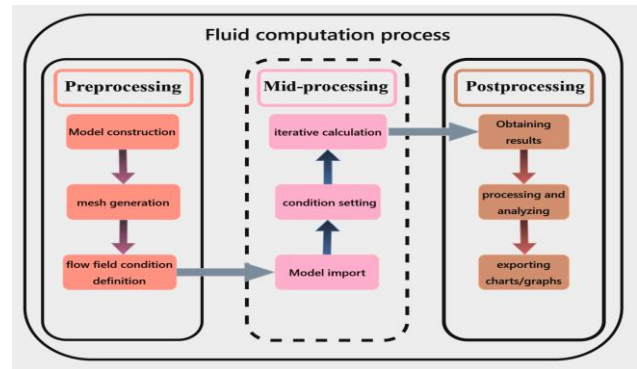 Fluid computation process
Preprocessing
Model construction
mesh generation
flow field condition
definition
Mid-processing
iterative calculation
condition setting
Model import
Postprocessing
Obtaining
results
processing and
analyzing
exporting
charts/graphs